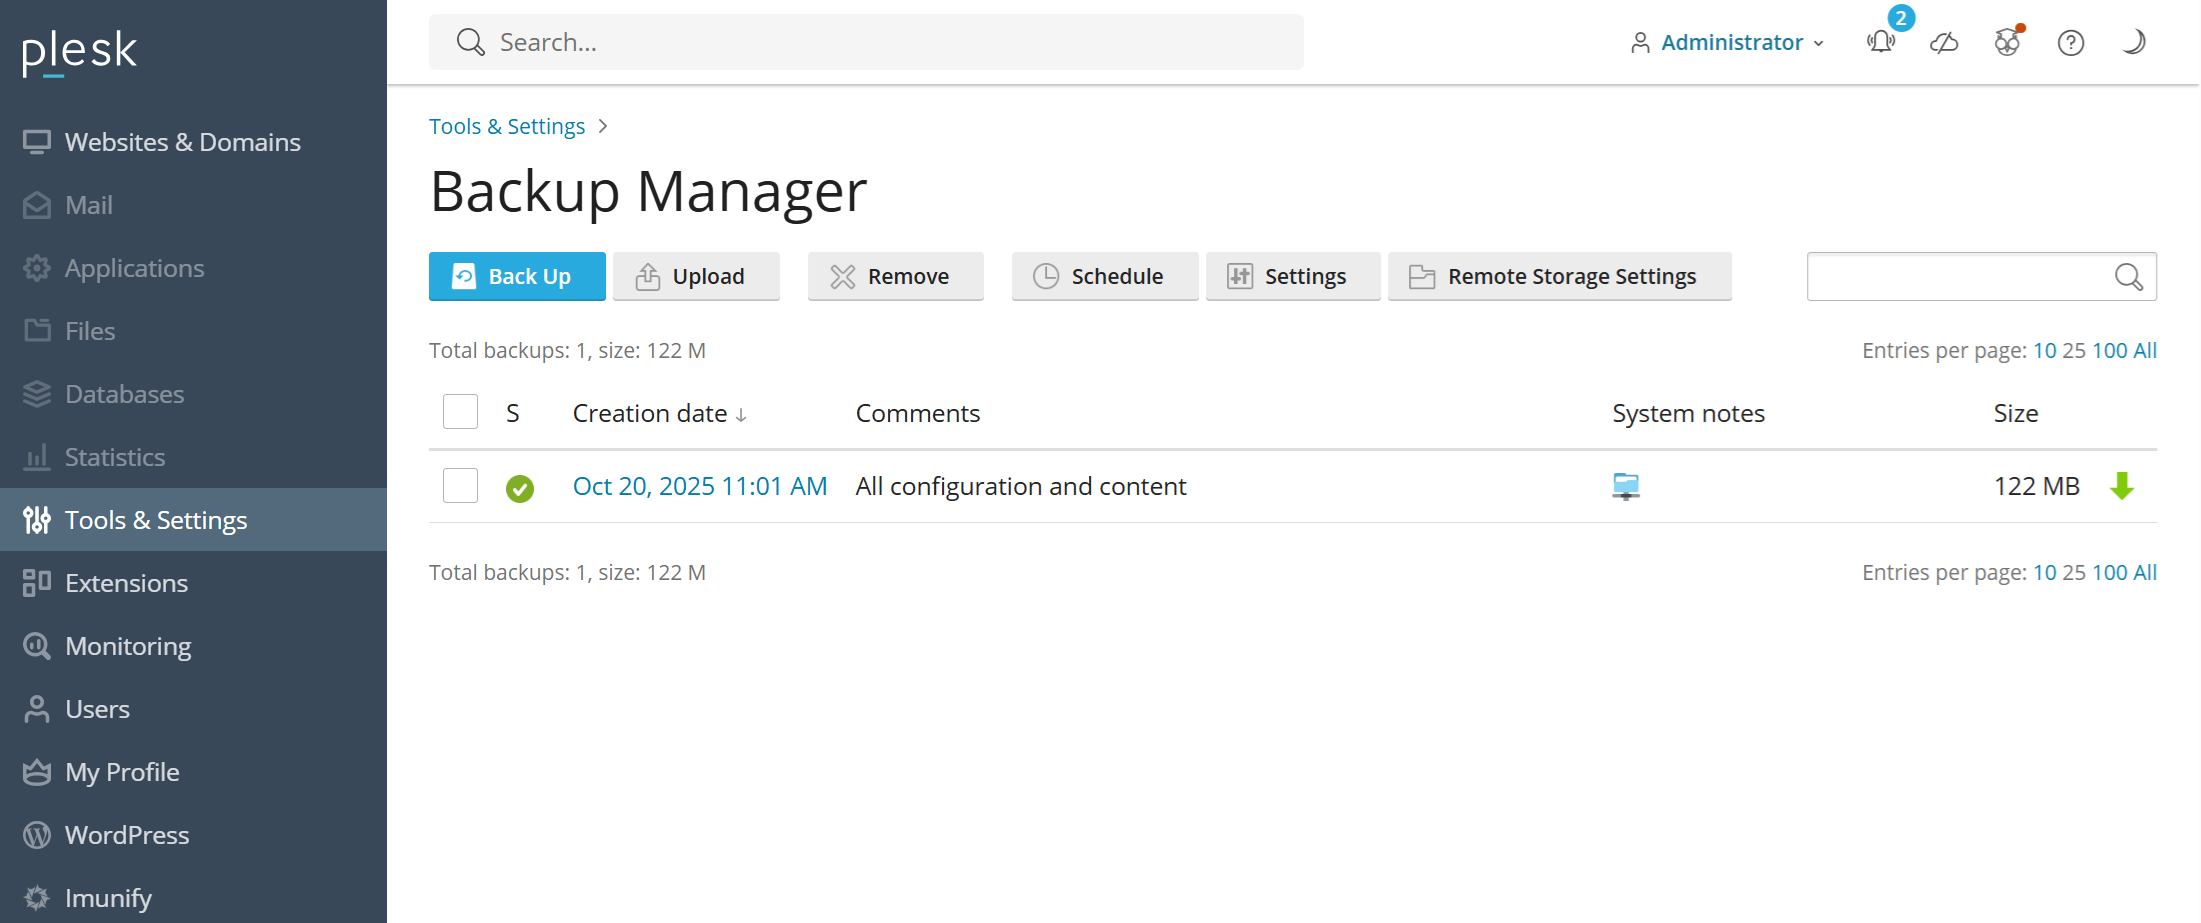 plesk
Websites & Domains
Mail
Applications
Files
Databases
Statistics
Tools & Settings
Extensions
Monitoring
Users
My Profile
WordPress
Imunify
Search...
Administrator
2
Tools & Settings
Backup Manager
Back Up Upload Remove Schedule Settings Remote Storage Settings
Total backups: 1, size: 122 M Entries per page: 10 25 100 All
S Creation date ↓ Comments System notes Size
Oct 20, 2025 11:01 AM All configuration and content 122 MB
Total backups: 1, size: 122 M Entries per page: 10 25 100 All